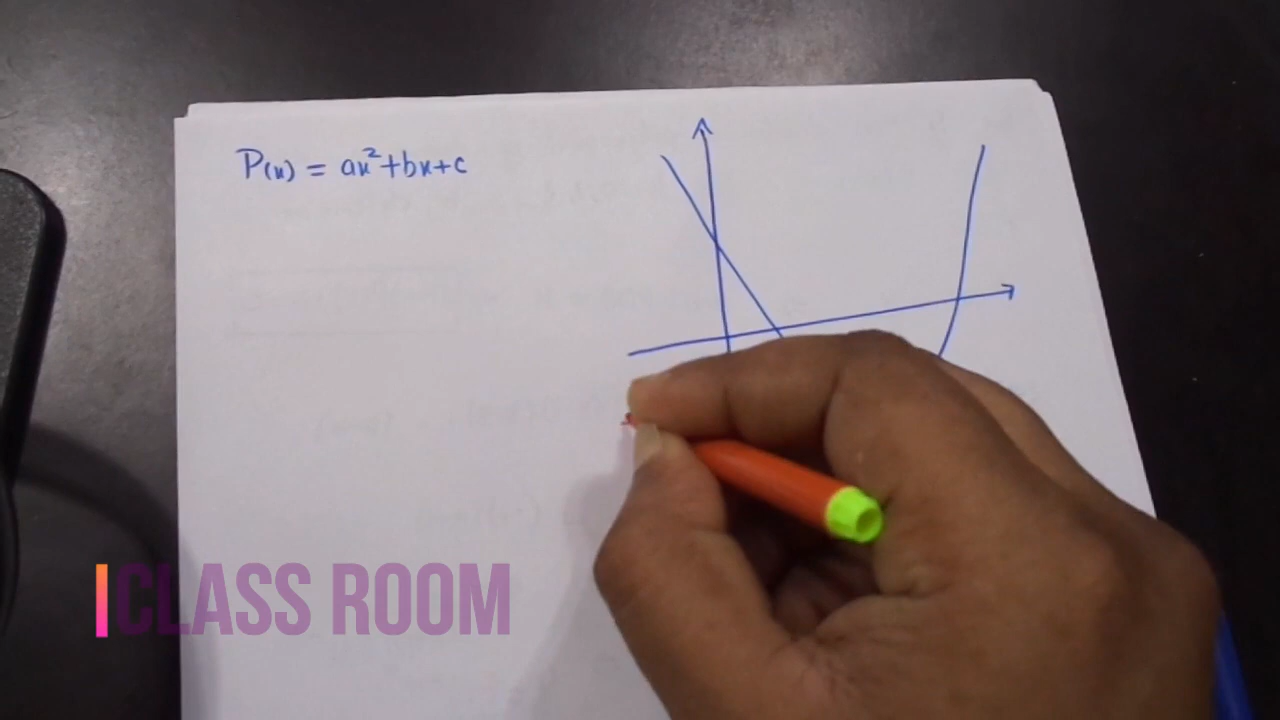 P(x) = ax²+bx+c
CLASS ROOM